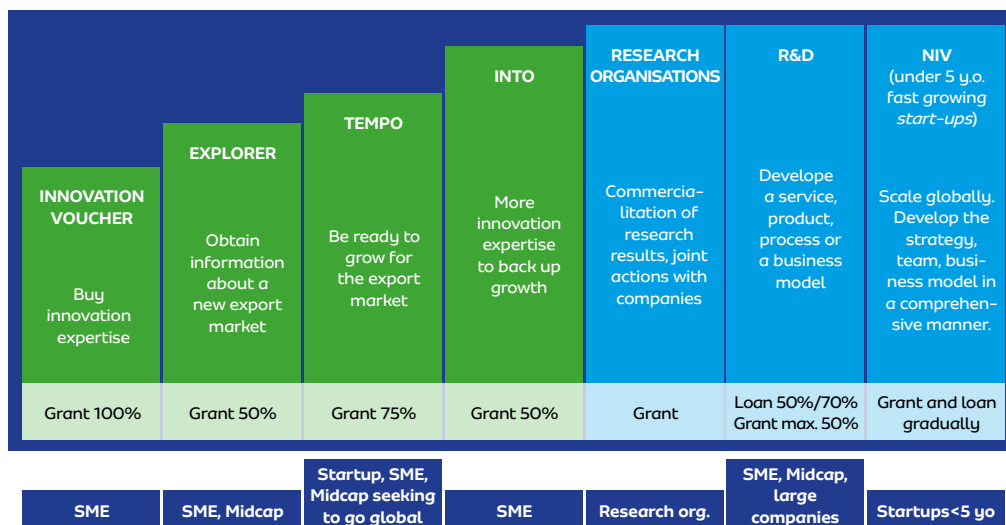 INNOVATION
VOUCHER
Buy
innovation
expertise
Grant 100%
SME
EXPLORER
Obtain
information
about a
new export
market
Grant 50%
SME, Midcap
TEMPO
Be ready to
grow for
the export
market
Grant 75%
Startup, SME,
Midcap seeking
to go global
INTO
More
innovation
expertise
to back up
growth
Grant 50%
SME
RESEARCH
ORGANISATIONS
Commercia-
litation of
research
results, joint
actions with
companies
Grant
Research org.
R&D
Develope
a service,
product,
process or
a business
model
Loan 50%/70%
Grant max. 50%
SME, Midcap,
large
companies
NIV
(under 5 y.o.
fast growing
start-ups)
Scale globally.
Develop the
strategy,
team, busi-
ness model in
a comprehen-
sive manner.
Grant and loan
gradually
Startups<5 yo